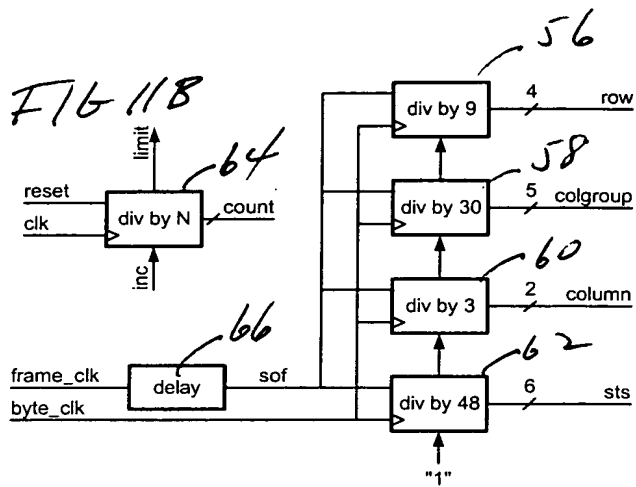 FIG 11B
56
div by 9
4
row
limit
64
58
reset
div by N
count
div by 30
5
colgroup
clk
inc
60
div by 3
2
column
66
62
frame_clk
delay
sof
div by 48
6
sts
byte_clk
"1"